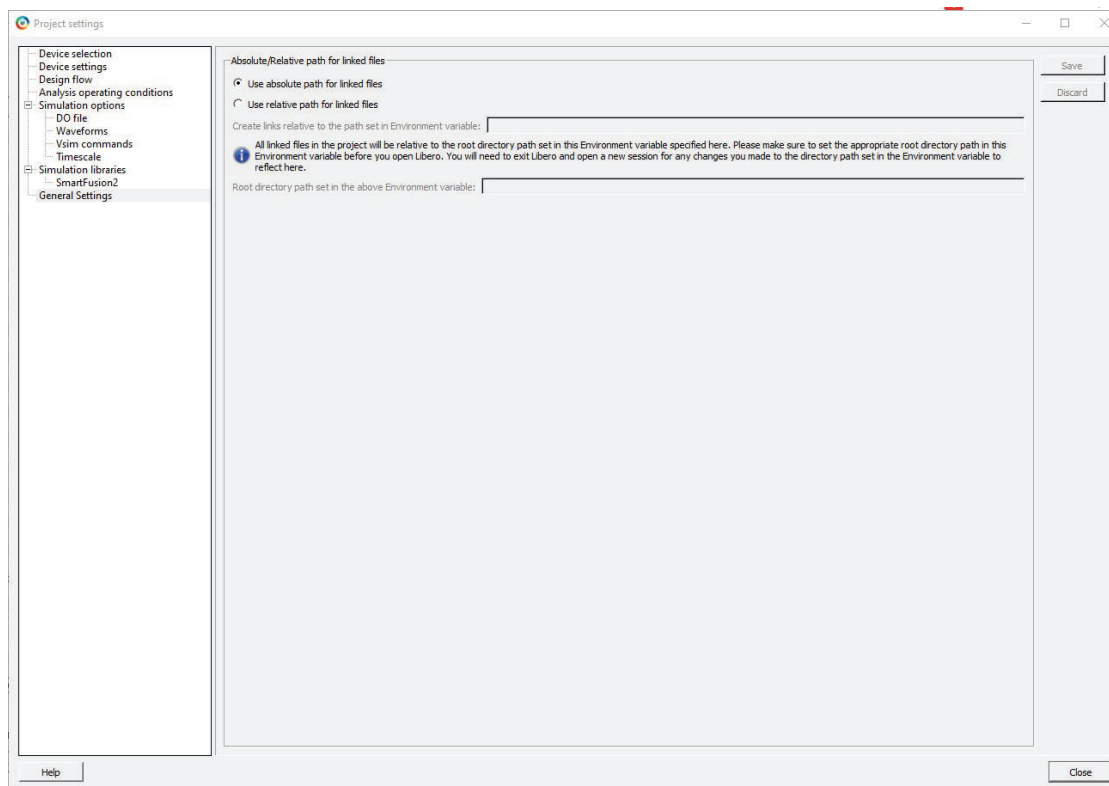 Project settings
Device selection
Device settings
Design flow
Analysis operating conditions
Simulation options
DO file
Waveforms
Vsim commands
Timescale
Simulation libraries
SmartFusion2
General Settings
Absolute/Relative path for linked files
Use absolute path for linked files
Use relative path for linked files
Create links relative to the path set in Environment variable:
All linked files in the project will be relative to the root directory path set in this Environment variable specified here. Please make sure to set the appropriate root directory path in this
Environment variable before you open Libero. You will need to exit Libero and open a new session for any changes you made to the directory path set in the Environment variable to
reflect here.
Root directory path set in the above Environment variable:
Save
Discard
Help
Close